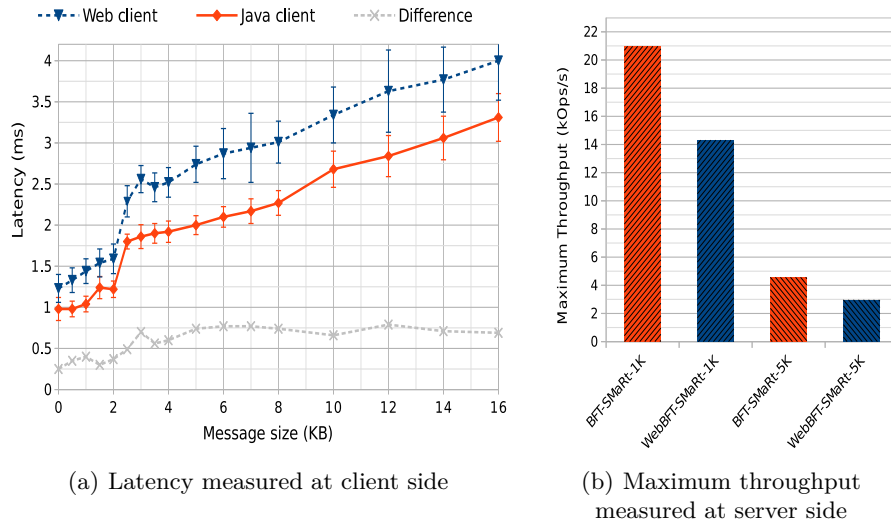 Web client Java client Difference
4
3.5
3
2.5
2
1.5
1
0.5
0
Latency (ms)
0 2 4 6 8 10 12 14 16
Message size (KB)
(a) Latency measured at client side
22
20
18
16
14
12
10
8
6
4
2
0
Maximum Throughput (kOps/s)
BFT-SMaRt-1K
WebBFT-SMaRt-1K
BFT-SMaRt-5K
WebBFT-SMaRt-5K
(b) Maximum throughput
measured at server side